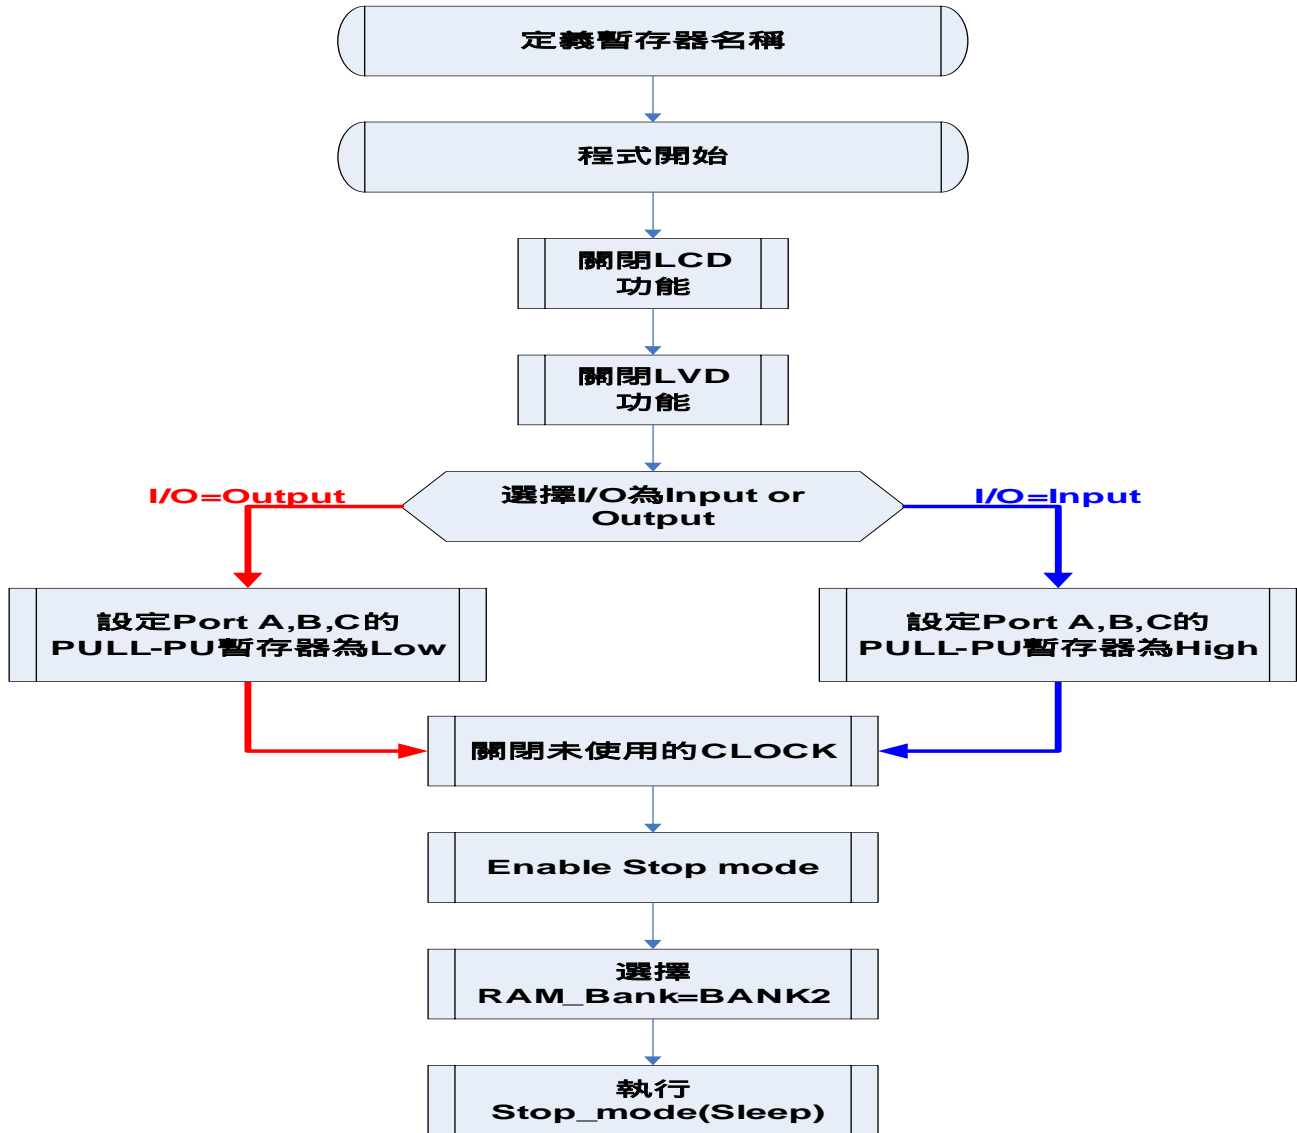 定義暫存器名稱
程式開始
關閉LCD
功能
關閉LVD
功能
I/O=Output
選擇I/O為Input or
Output
I/O=Input
設定Port A,B,C的
PULL-PU暫存器為Low
設定Port A,B,C的
PULL-PU暫存器為High
關閉未使用的CLOCK
Enable Stop mode
選擇
RAM_Bank=BANK2
執行
Stop_mode(Sleep)